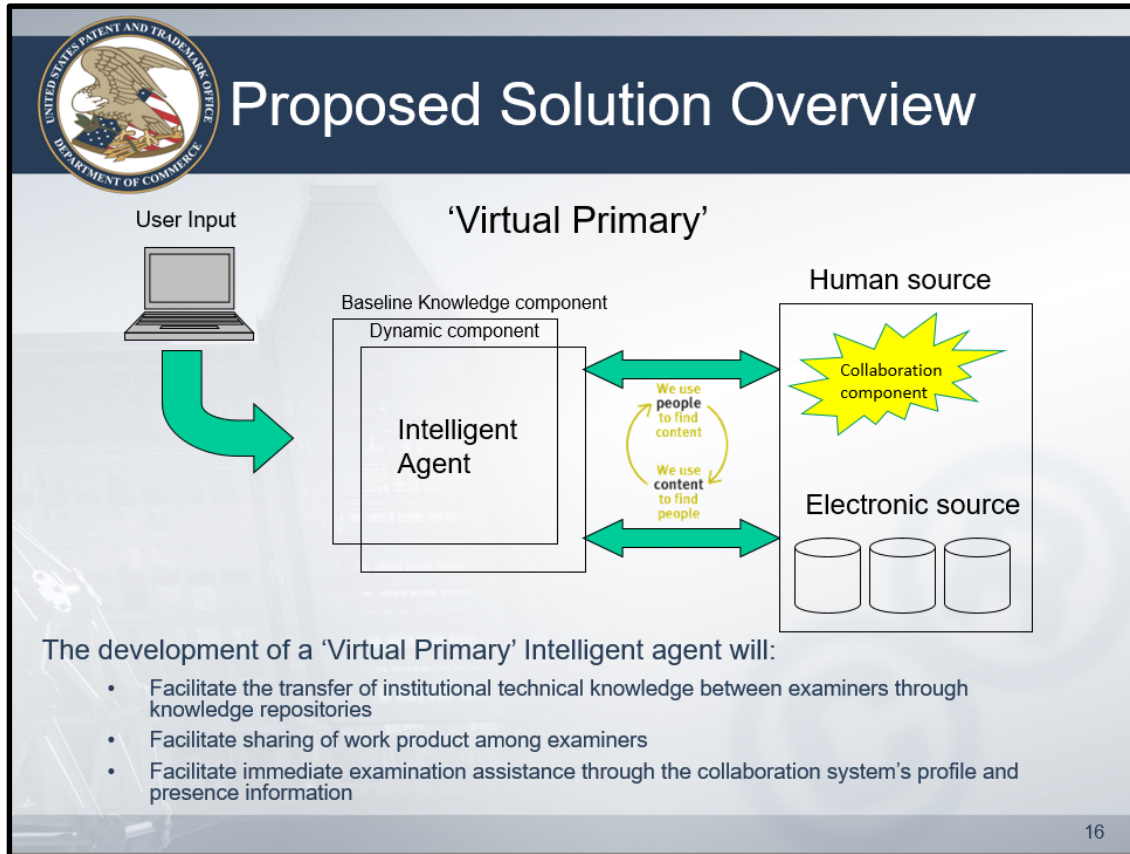 UNITED STATES PATENT AND TRADEMARK OFFICE
DEPARTMENT OF COMMERCE
Proposed Solution Overview
User Input
‘Virtual Primary’
Human source
Baseline Knowledge component
Dynamic component
Intelligent
Agent
We use
people
to find
content
We use
content
to find
people
Collaboration
component
Electronic source
The development of a ‘Virtual Primary’ Intelligent agent will:
• Facilitate the transfer of institutional technical knowledge between examiners through
knowledge repositories
• Facilitate sharing of work product among examiners
• Facilitate immediate examination assistance through the collaboration system’s profile and
presence information
16